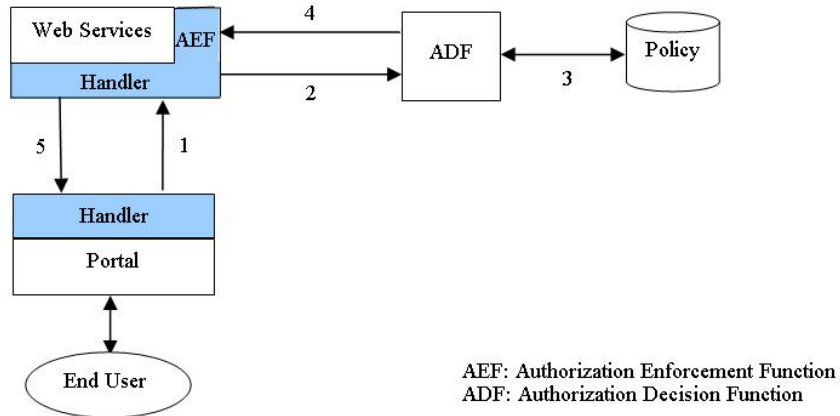 Web Services
AEF
Handler
4
ADF
Policy
2
3
5
1
Handler
Portal
End User
AEF: Authorization Enforcement Function
ADF: Authorization Decision Function